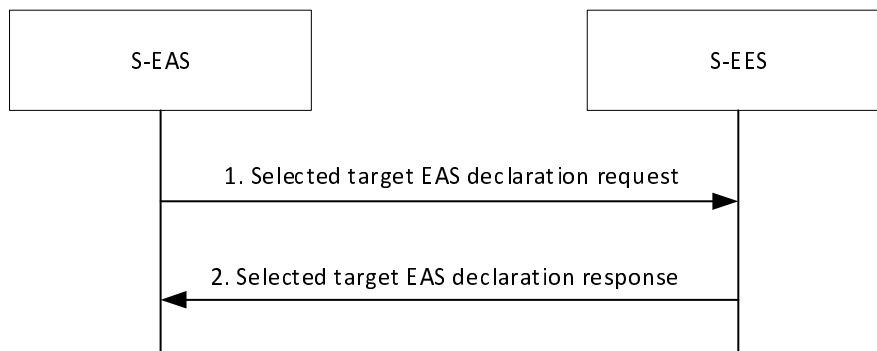 S-EAS
S-EES
1. Selected target EAS declaration request
2. Selected target EAS declaration response